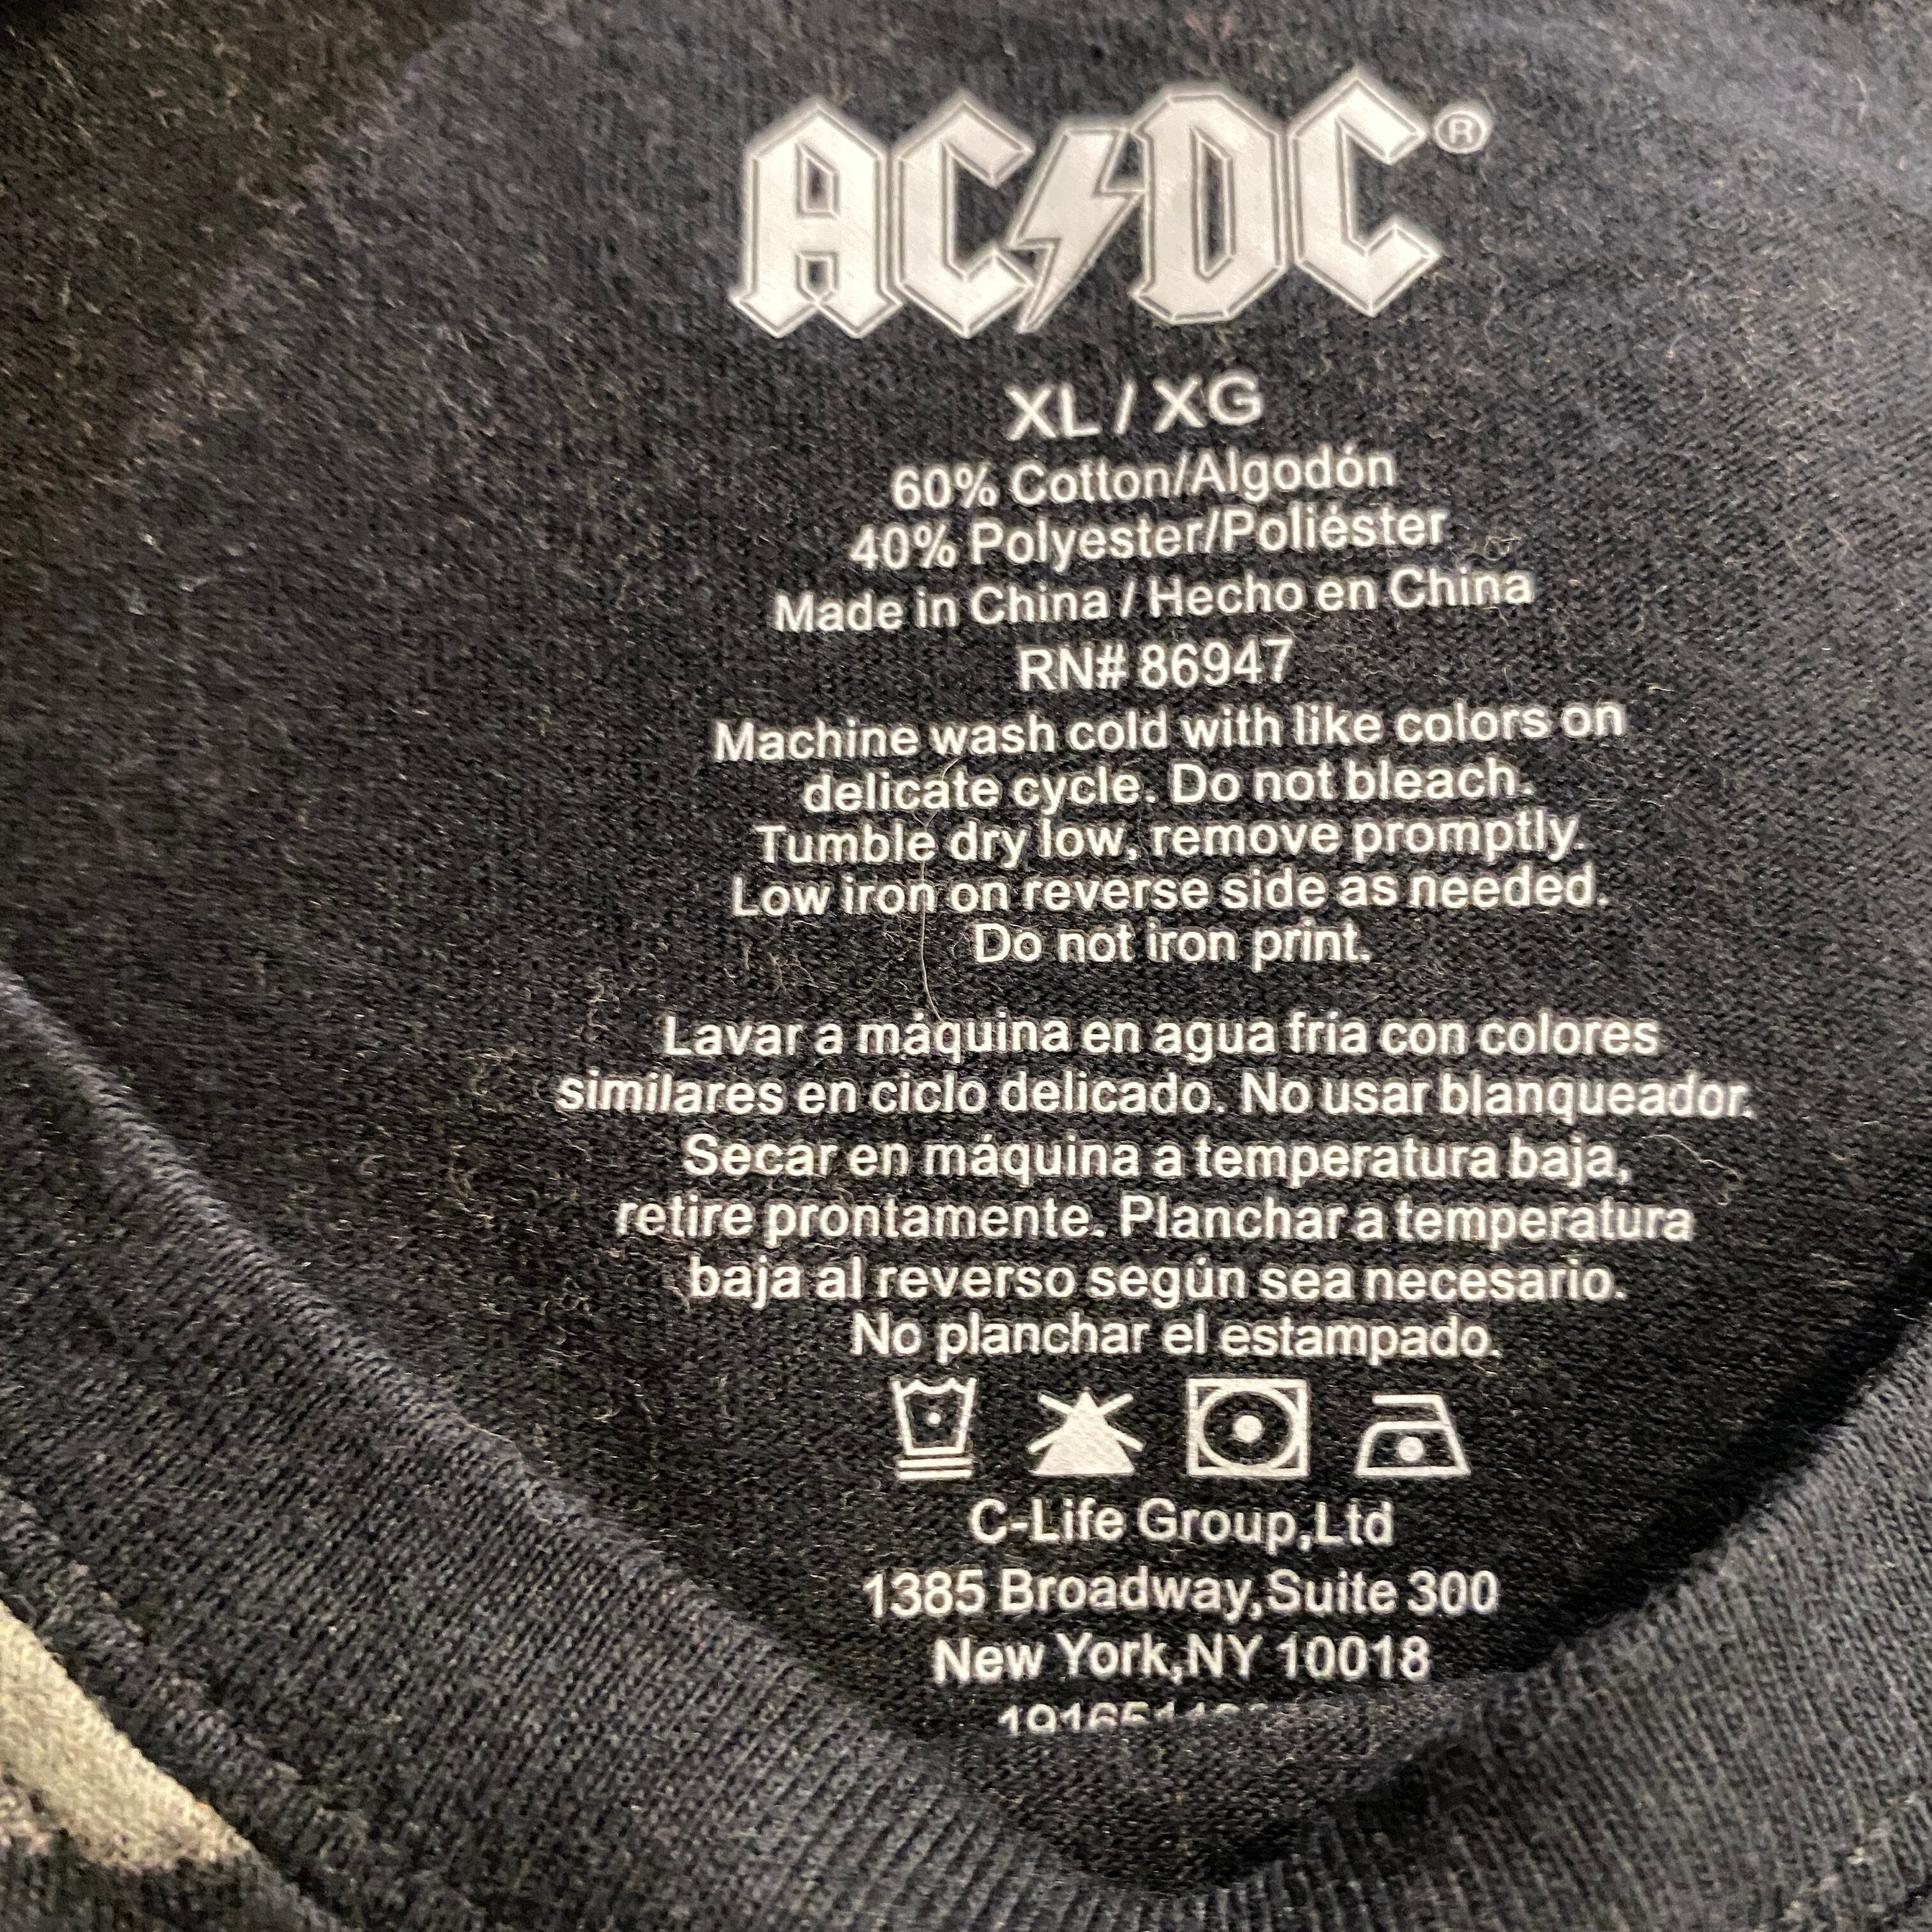 AC/DC®
XL / XG
60% Cotton/Algodón
40% Polyester/Poliéster
Made in China / Hecho en China
RN# 86947
Machine wash cold with like colors on
delicate cycle. Do not bleach.
Tumble dry low, remove promptly.
Low iron on reverse side as needed.
Do not iron print.
Lavar a máquina en agua fría con colores
similares en ciclo delicado. No usar blanqueador.
Secar en máquina a temperatura baja,
retire prontamente. Planchar a temperatura
baja al reverso según sea necesario.
No planchar el estampado.
C-Life Group,Ltd
1385 Broadway,Suite 300
New York,NY 10018